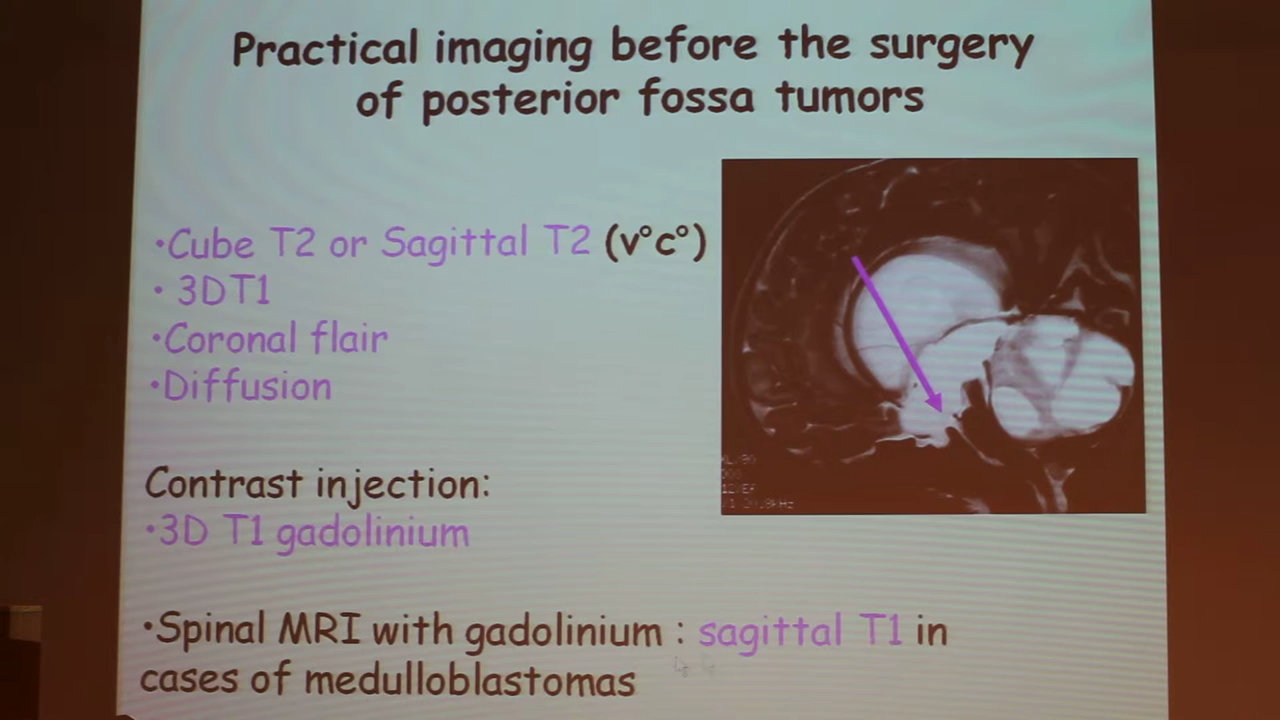 Practical imaging before the surgery
of posterior fossa tumors
•Cube T2 or Sagittal T2 (v°c°)
• 3DT1
•Coronal flair
•Diffusion
Contrast injection:
•3D T1 gadolinium
•Spinal MRI with gadolinium : sagittal T1 in
cases of medulloblastomas